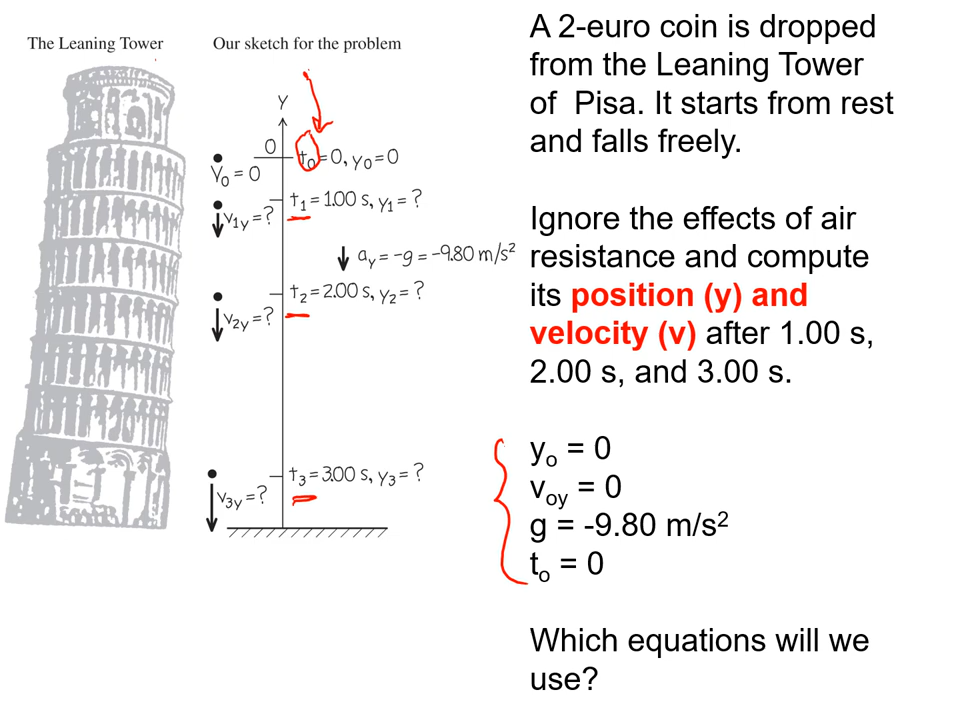 The Leaning Tower
Our sketch for the problem
Y
0
t₀=0, y₀=0
V₀ = 0
t₁ = 1.00 s, y₁ = ?
v₁y = ?
aᵧ = -g = -9.80 m/s²
t₂ = 2.00 s, y₂ = ?
v₂y = ?
t₃ = 3.00 s, y₃ = ?
v₃y = ?
A 2-euro coin is dropped
from the Leaning Tower
of Pisa. It starts from rest
and falls freely.
Ignore the effects of air
resistance and compute
its position (y) and
velocity (v) after 1.00 s,
2.00 s, and 3.00 s.
yₒ = 0
vₒy = 0
g = -9.80 m/s²
tₒ = 0
Which equations will we
use?